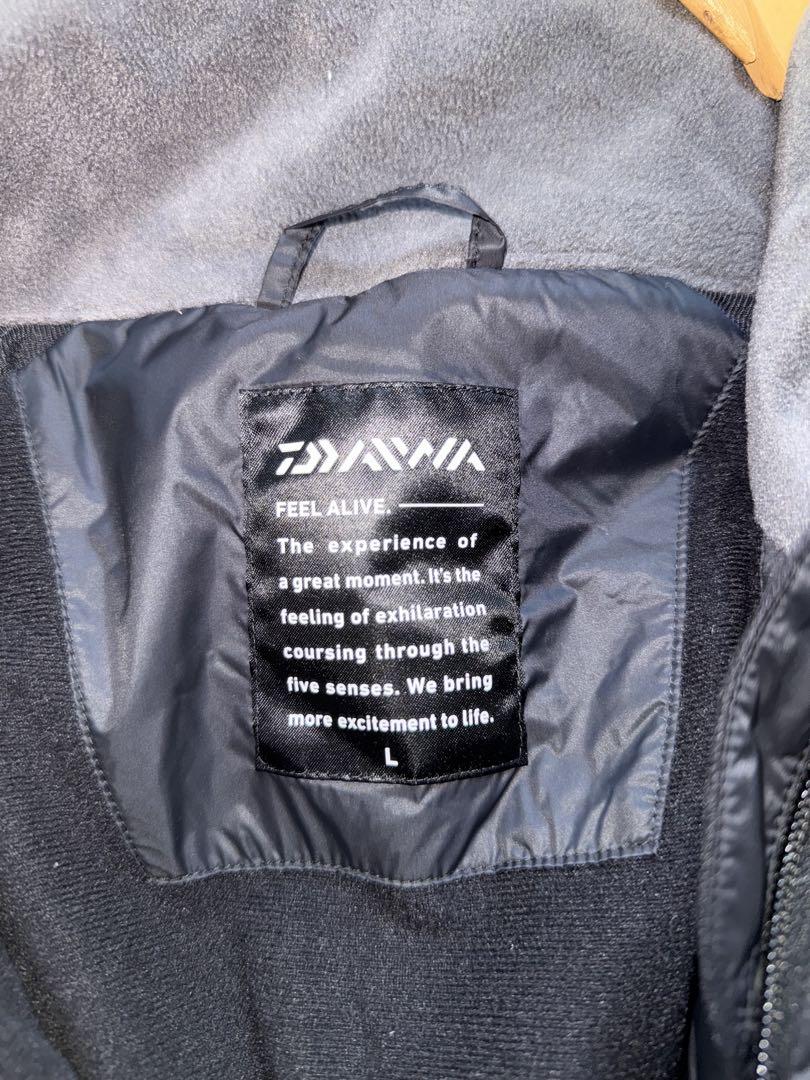 DAIWA
FEEL ALIVE.
The experience of
a great moment. It's the
feeling of exhilaration
coursing through the
five senses. We bring
more excitement to life.
L